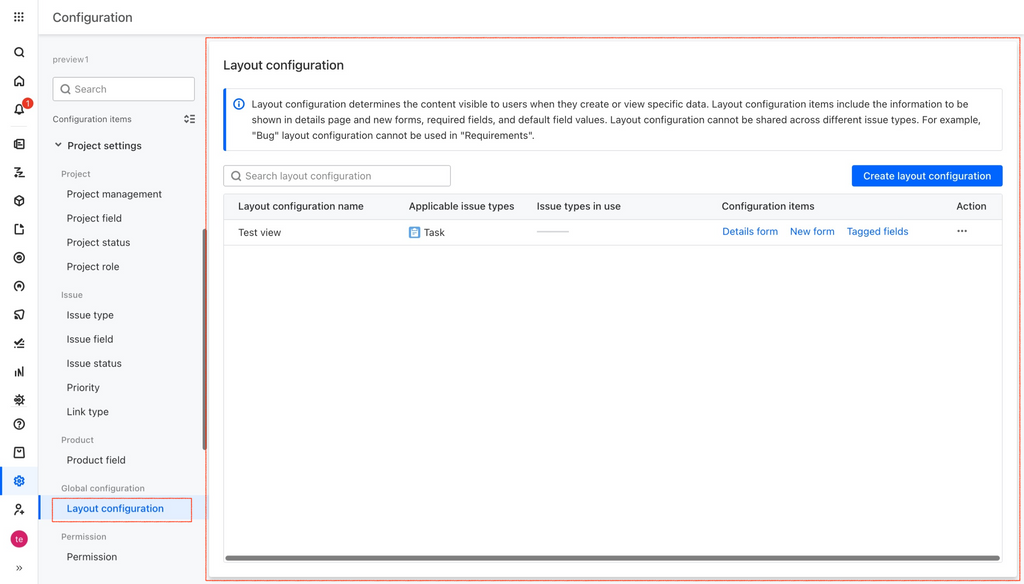 Configuration
1
preview1
Search
Configuration items
Project settings
Project
Project management
Project field
Project status
Project role
Issue
Issue type
Issue field
Issue status
Priority
Link type
Product
Product field
Global configuration
Layout configuration
Permission
Permission
te
Layout configuration
Layout configuration determines the content visible to users when they create or view specific data. Layout configuration items include the information to be
shown in details page and new forms, required fields, and default field values. Layout configuration cannot be shared across different issue types. For example,
"Bug" layout configuration cannot be used in "Requirements".
Search layout configuration
Create layout configuration
Layout configuration name Applicable issue types Issue types in use Configuration items Action
Test view Task Details form New form Tagged fields